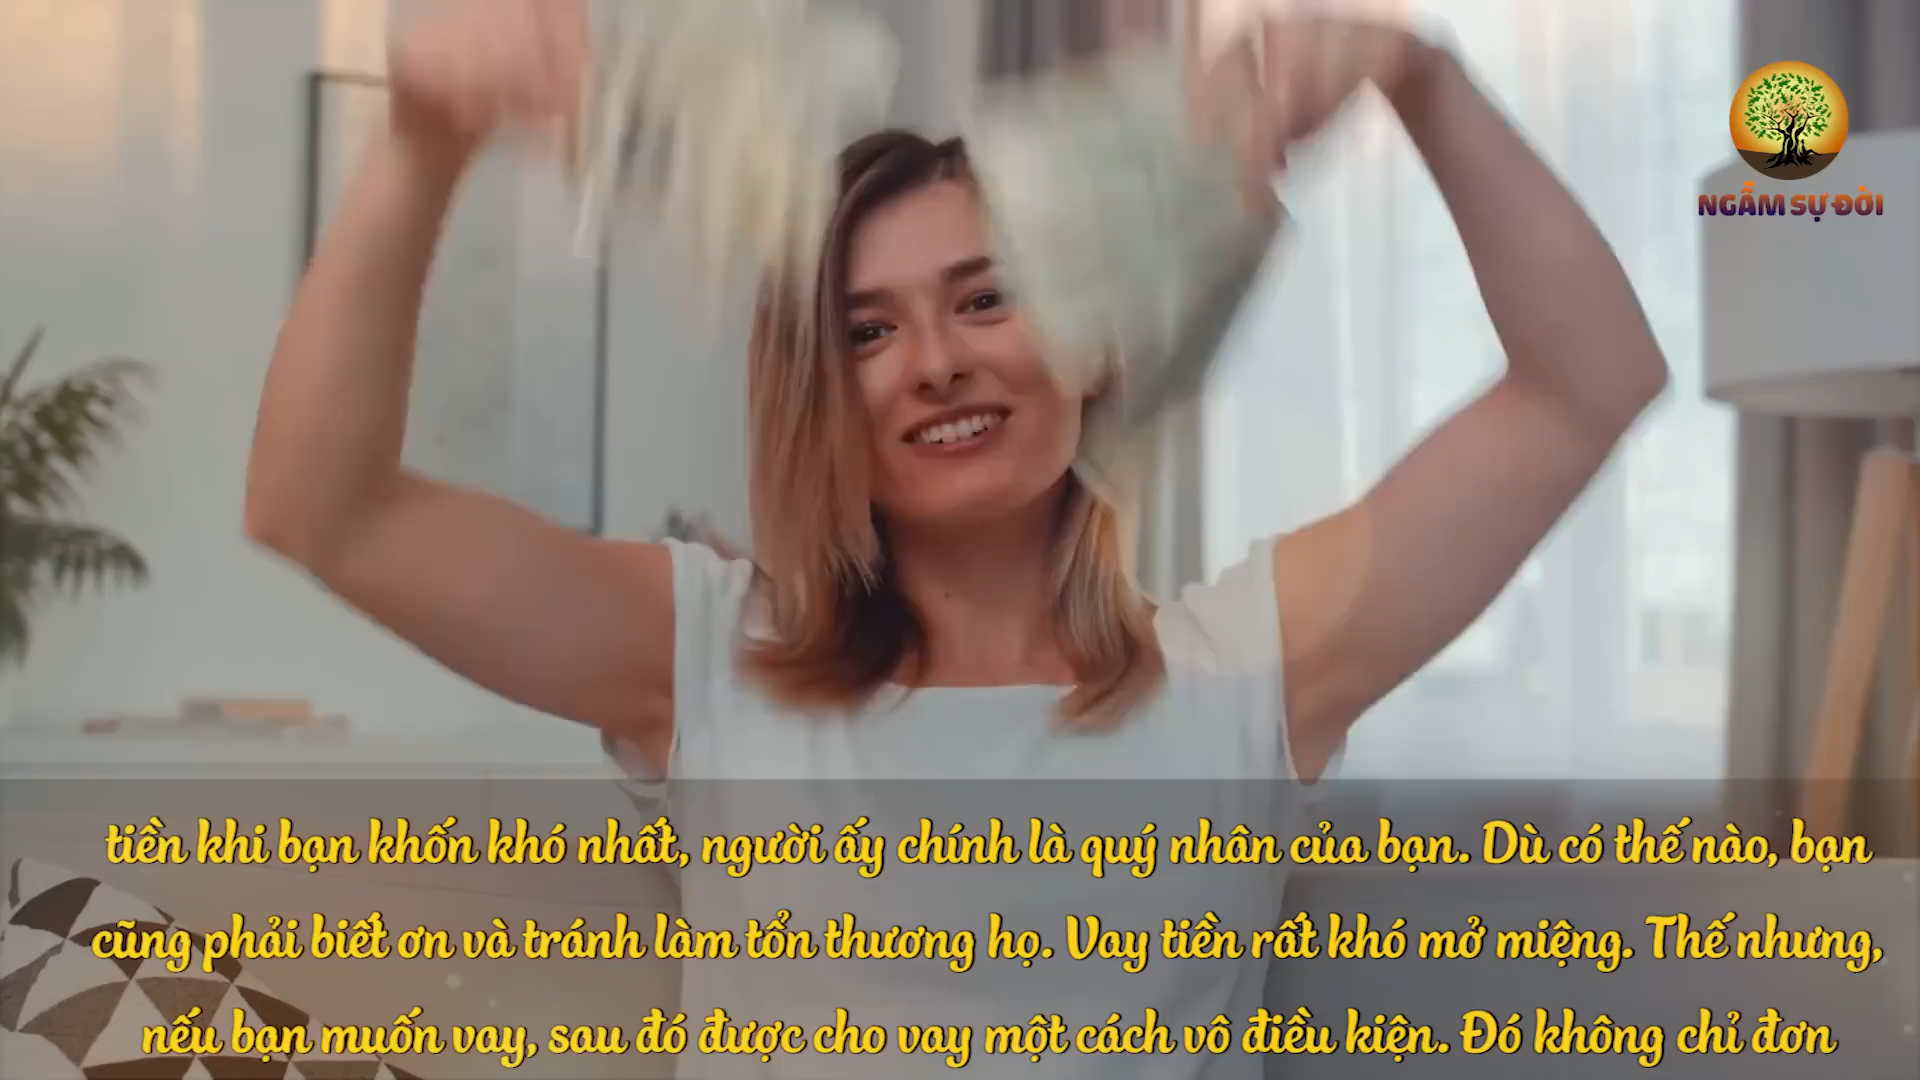 NGẪM SỰ ĐỜI
tiền khi bạn khốn khó nhất, người ấy chính là quý nhân của bạn. Dù có thế nào, bạn
cũng phải biết ơn và tránh làm tổn thương họ. Vay tiền rất khó mở miệng. Thế nhưng,
nếu bạn muốn vay, sau đó được cho vay một cách vô điều kiện. Đó không chỉ đơn